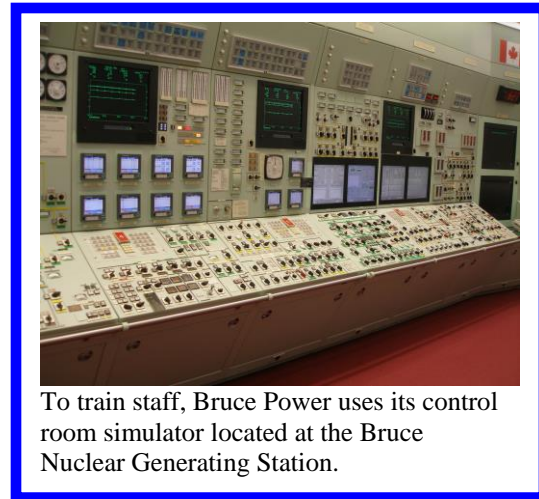 To train staff, Bruce Power uses its control
room simulator located at the Bruce
Nuclear Generating Station.